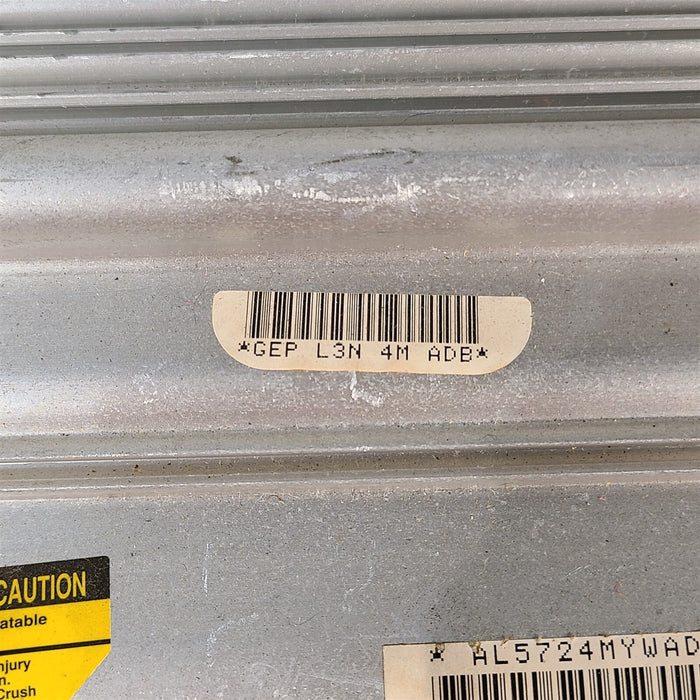 *GEP L3N 4M ADB*
CAUTION
atable
njury
n.
Crush
* AL5724MYWAD